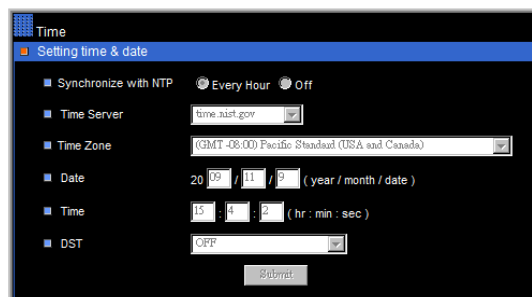 Time
Setting time & date
Synchronize with NTP Every Hour Off
Time Server time.nist.gov
Time Zone (GMT -08:00) Pacific Standard (USA and Canada)
Date 20 09 / 11 / 9 ( year / month / date )
Time 15 : 4 : 2 ( hr : min : sec )
DST OFF
Submit